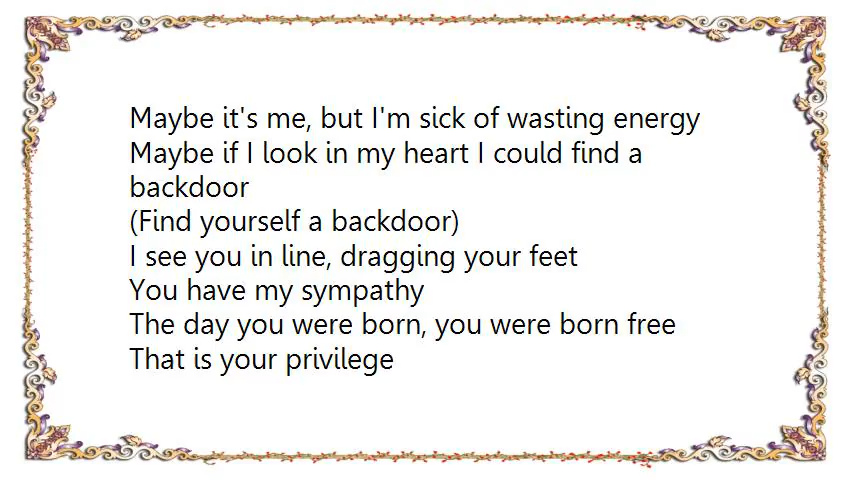 Maybe it's me, but I'm sick of wasting energy
Maybe if I look in my heart I could find a
backdoor
(Find yourself a backdoor)
I see you in line, dragging your feet
You have my sympathy
The day you were born, you were born free
That is your privilege